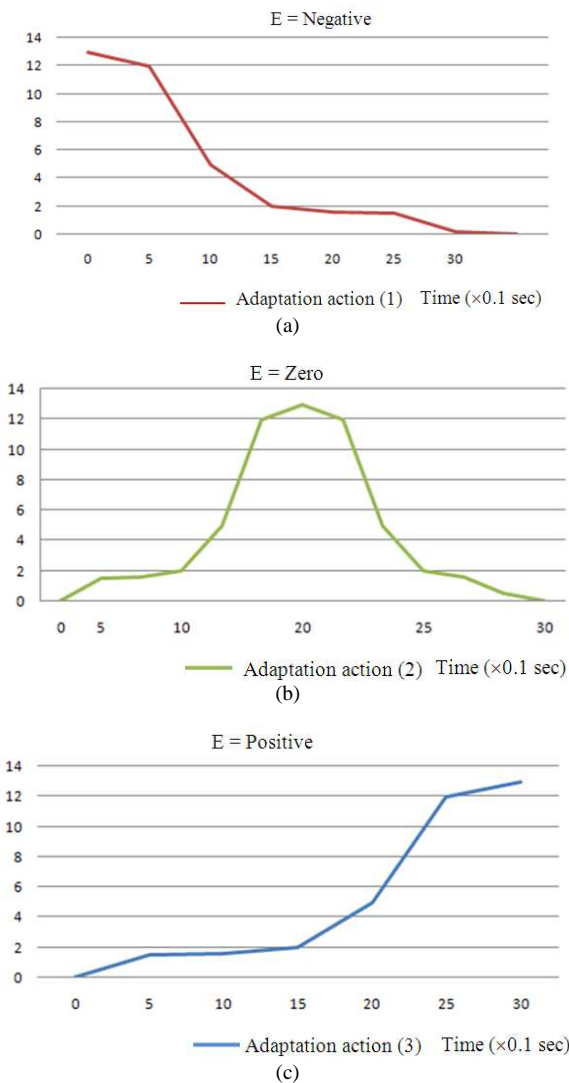 E = Negative
14
12
10
8
6
4
2
0
0 5 10 15 20 25 30
Adaptation action (1) Time (×0.1 sec)
(a)
E = Zero
14
12
10
8
6
4
2
0
0 5 10 20 25 30
Adaptation action (2) Time (×0.1 sec)
(b)
E = Positive
14
12
10
8
6
4
2
0
0 5 10 15 20 25 30
Adaptation action (3) Time (×0.1 sec)
(c)